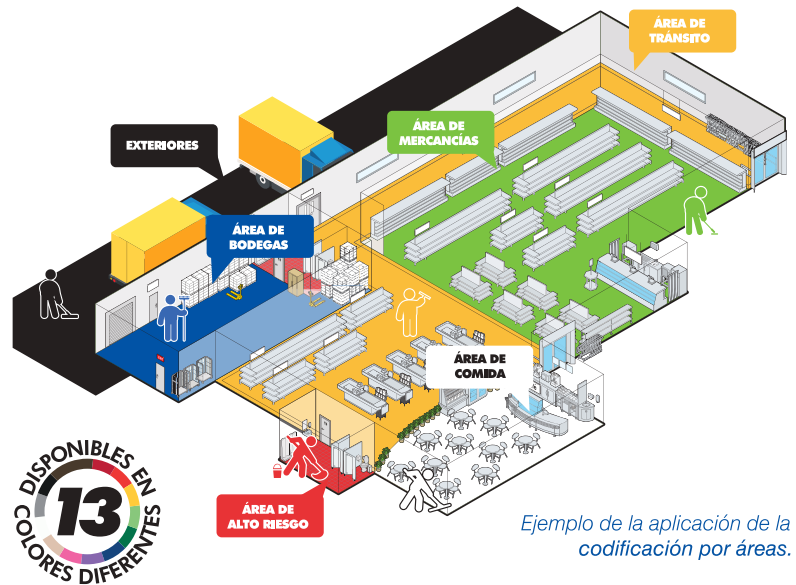 ÁREA DE
TRÁNSITO
ÁREA DE
MERCANCÍAS
EXTERIORES
ÁREA DE
BODEGAS
ÁREA DE
COMIDA
ÁREA DE
ALTO RIESGO
DISPONIBLES EN
13
COLORES DIFERENTES
Ejemplo de la aplicación de la
codificación por áreas.